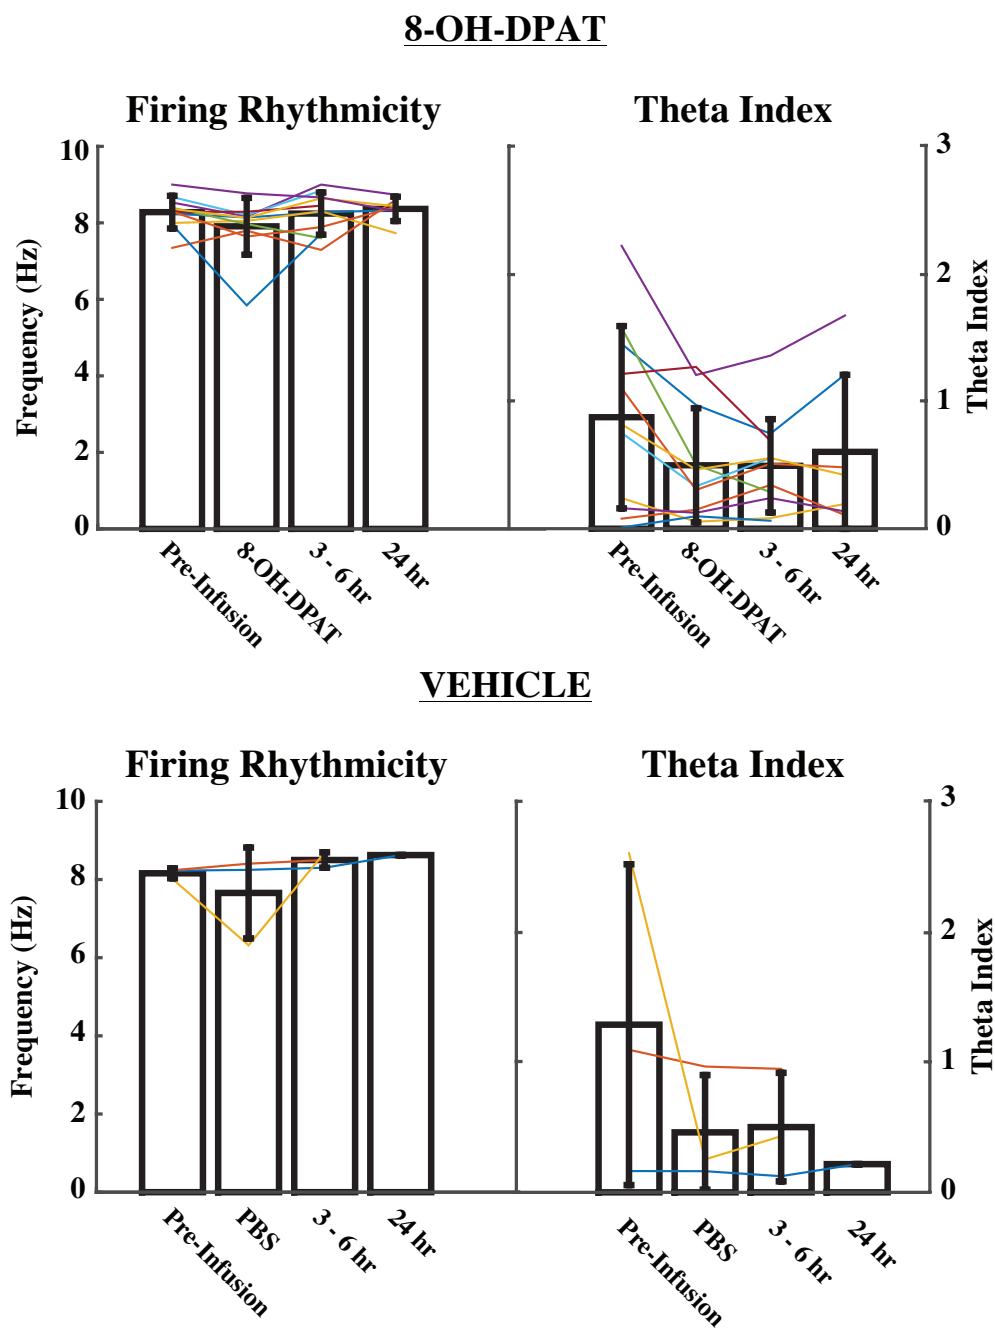 8-OH-DPAT
Firing Rhythmicity
Theta Index
10
8
6
4
2
0
Frequency (Hz)
3
2
1
0
Theta Index
Pre-Infusion
8-OH-DPAT
3 - 6 hr
24 hr
Pre-Infusion
8-OH-DPAT
3 - 6 hr
24 hr
VEHICLE
Firing Rhythmicity
Theta Index
10
8
6
4
2
0
Frequency (Hz)
3
2
1
0
Theta Index
Pre-Infusion
PBS
3 - 6 hr
24 hr
Pre-Infusion
PBS
3 - 6 hr
24 hr